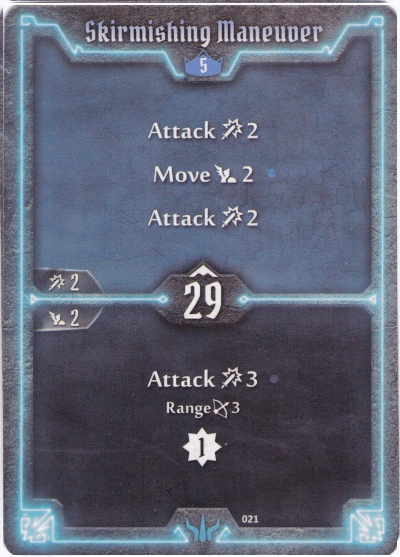 Skirmishing Maneuver
5
Attack 2
Move 2
Attack 2
2
29
2
Attack 3
Range 3
1
021